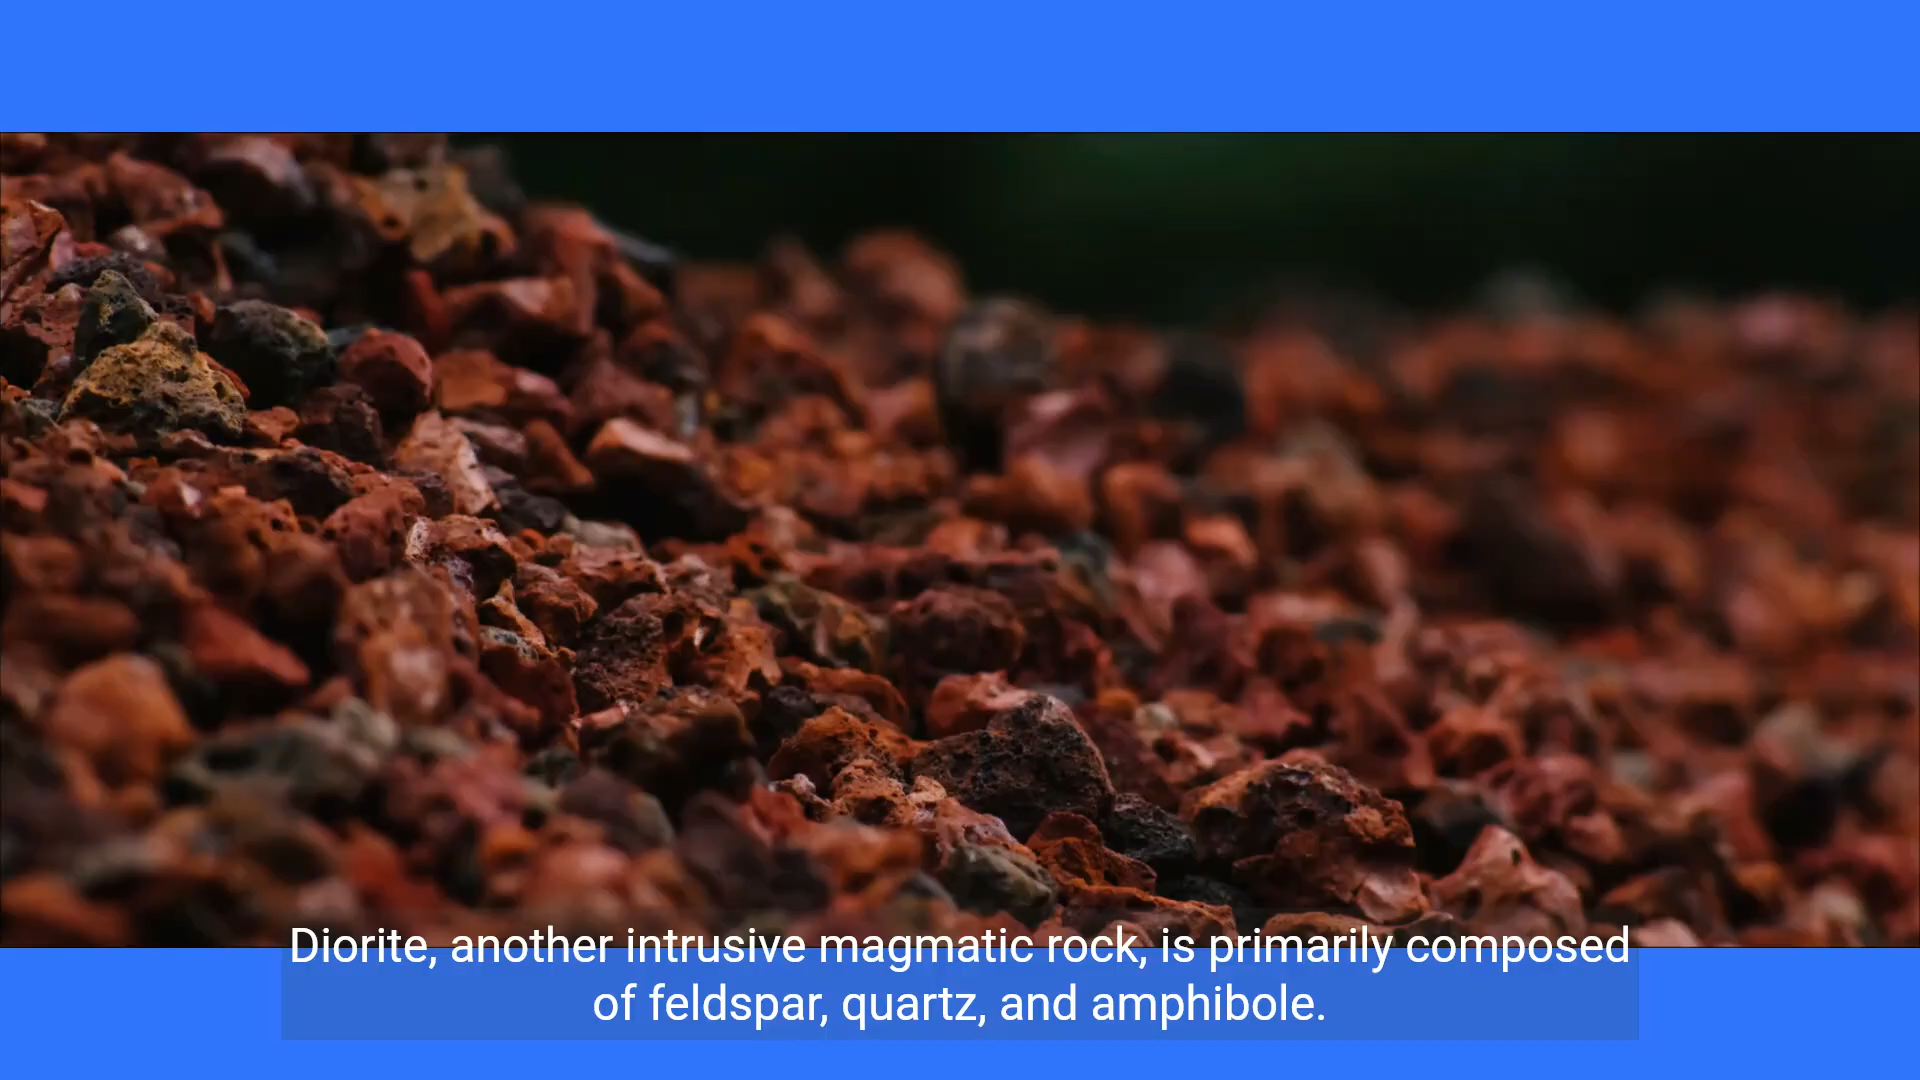 Diorite, another intrusive magmatic rock, is primarily composed
of feldspar, quartz, and amphibole.